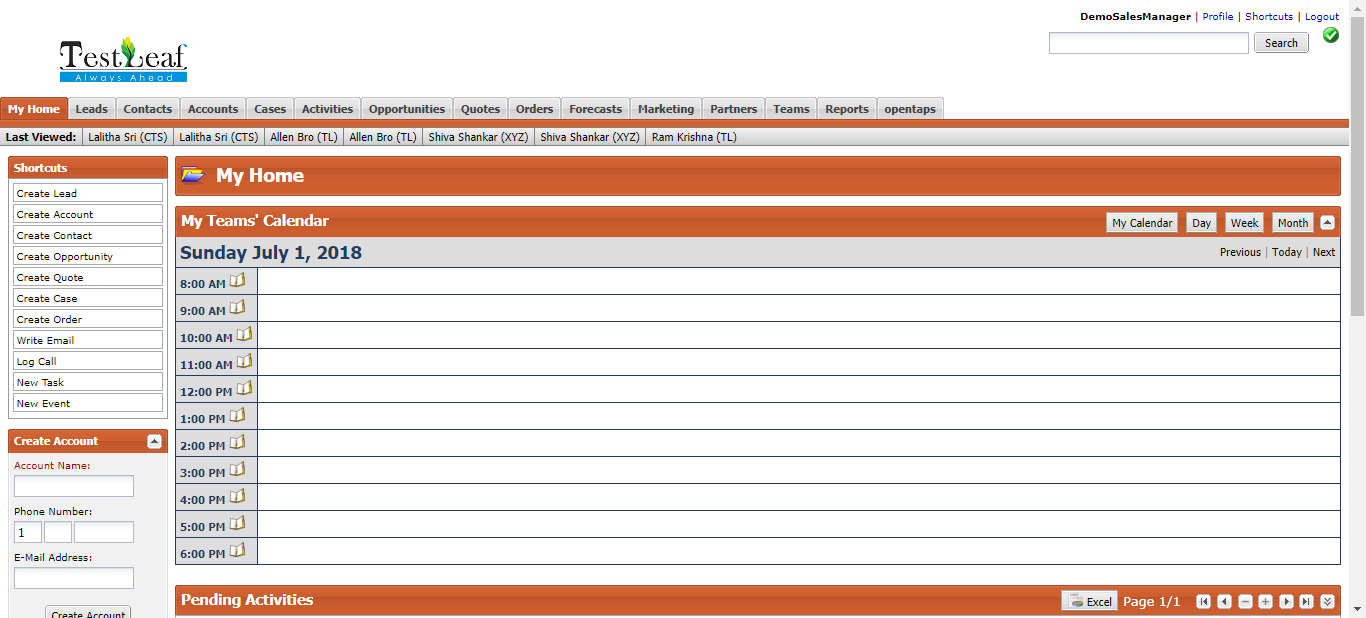 DemoSalesManager | Profile | Shortcuts | Logout
Search
TestLeaf
Always Ahead
My Home Leads Contacts Accounts Cases Activities Opportunities Quotes Orders Forecasts Marketing Partners Teams Reports opentaps
Last Viewed: Lalitha Sri (CTS) Lalitha Sri (CTS) Allen Bro (TL) Allen Bro (TL) Shiva Shankar (XYZ) Shiva Shankar (XYZ) Ram Krishna (TL)
Shortcuts
Create Lead
Create Account
Create Contact
Create Opportunity
Create Quote
Create Case
Create Order
Write Email
Log Call
New Task
New Event
Create Account
Account Name:
Phone Number:
1
E-Mail Address:
Create Account
My Home
My Teams' Calendar My Calendar Day Week Month
Sunday July 1, 2018 Previous | Today | Next
8:00 AM
9:00 AM
10:00 AM
11:00 AM
12:00 PM
1:00 PM
2:00 PM
3:00 PM
4:00 PM
5:00 PM
6:00 PM
Pending Activities Excel Page 1/1